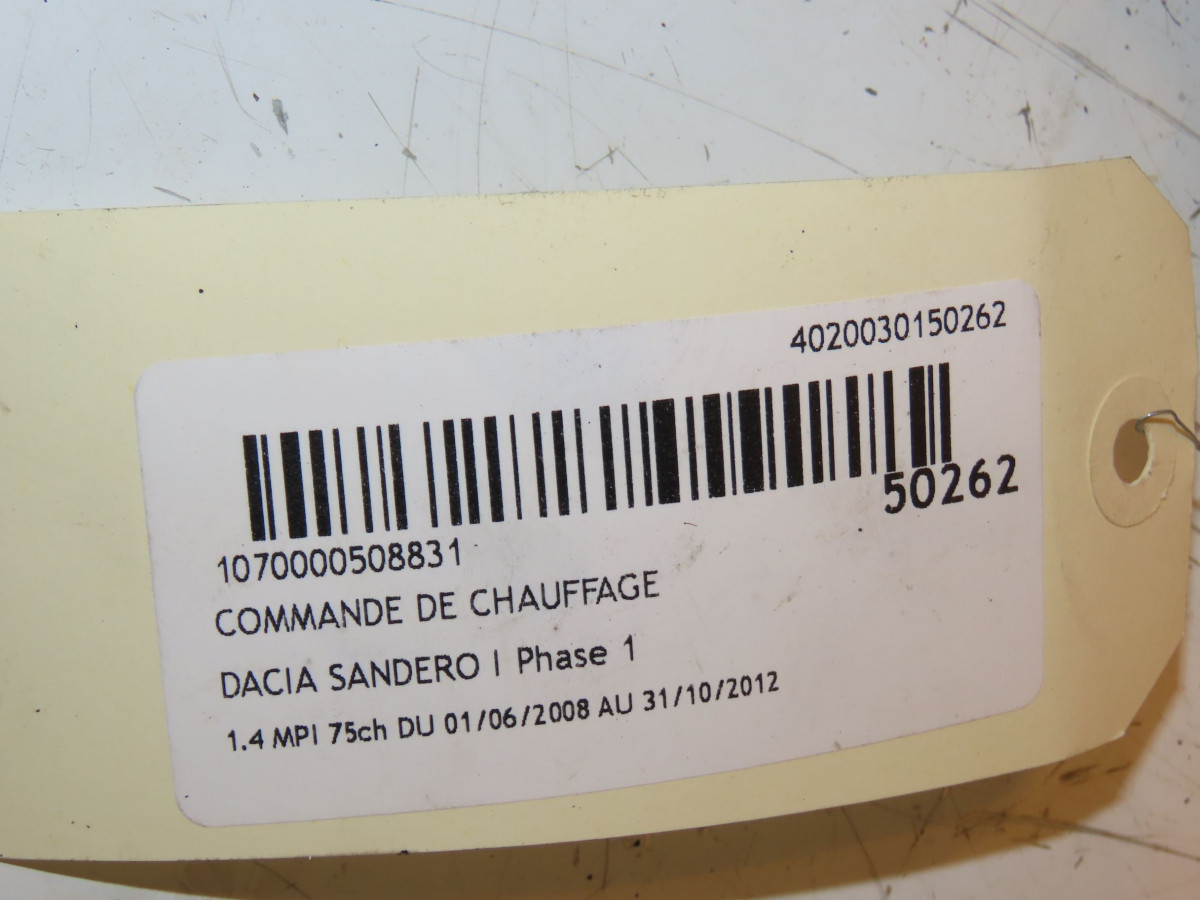 4020030150262
50262
1070000508831
COMMANDE DE CHAUFFAGE
DACIA SANDERO I Phase 1
1.4 MPI 75ch DU 01/06/2008 AU 31/10/2012